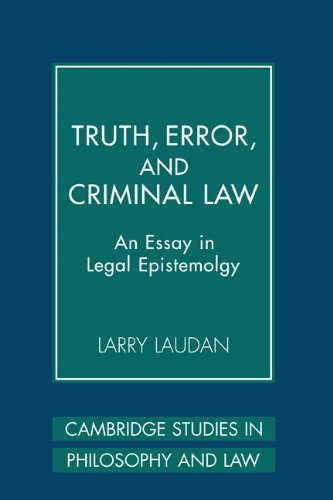 TRUTH, ERROR,
AND
CRIMINAL LAW
An Essay in
Legal Epistemolgy
LARRY LAUDAN
CAMBRIDGE STUDIES IN
PHILOSOPHY AND LAW